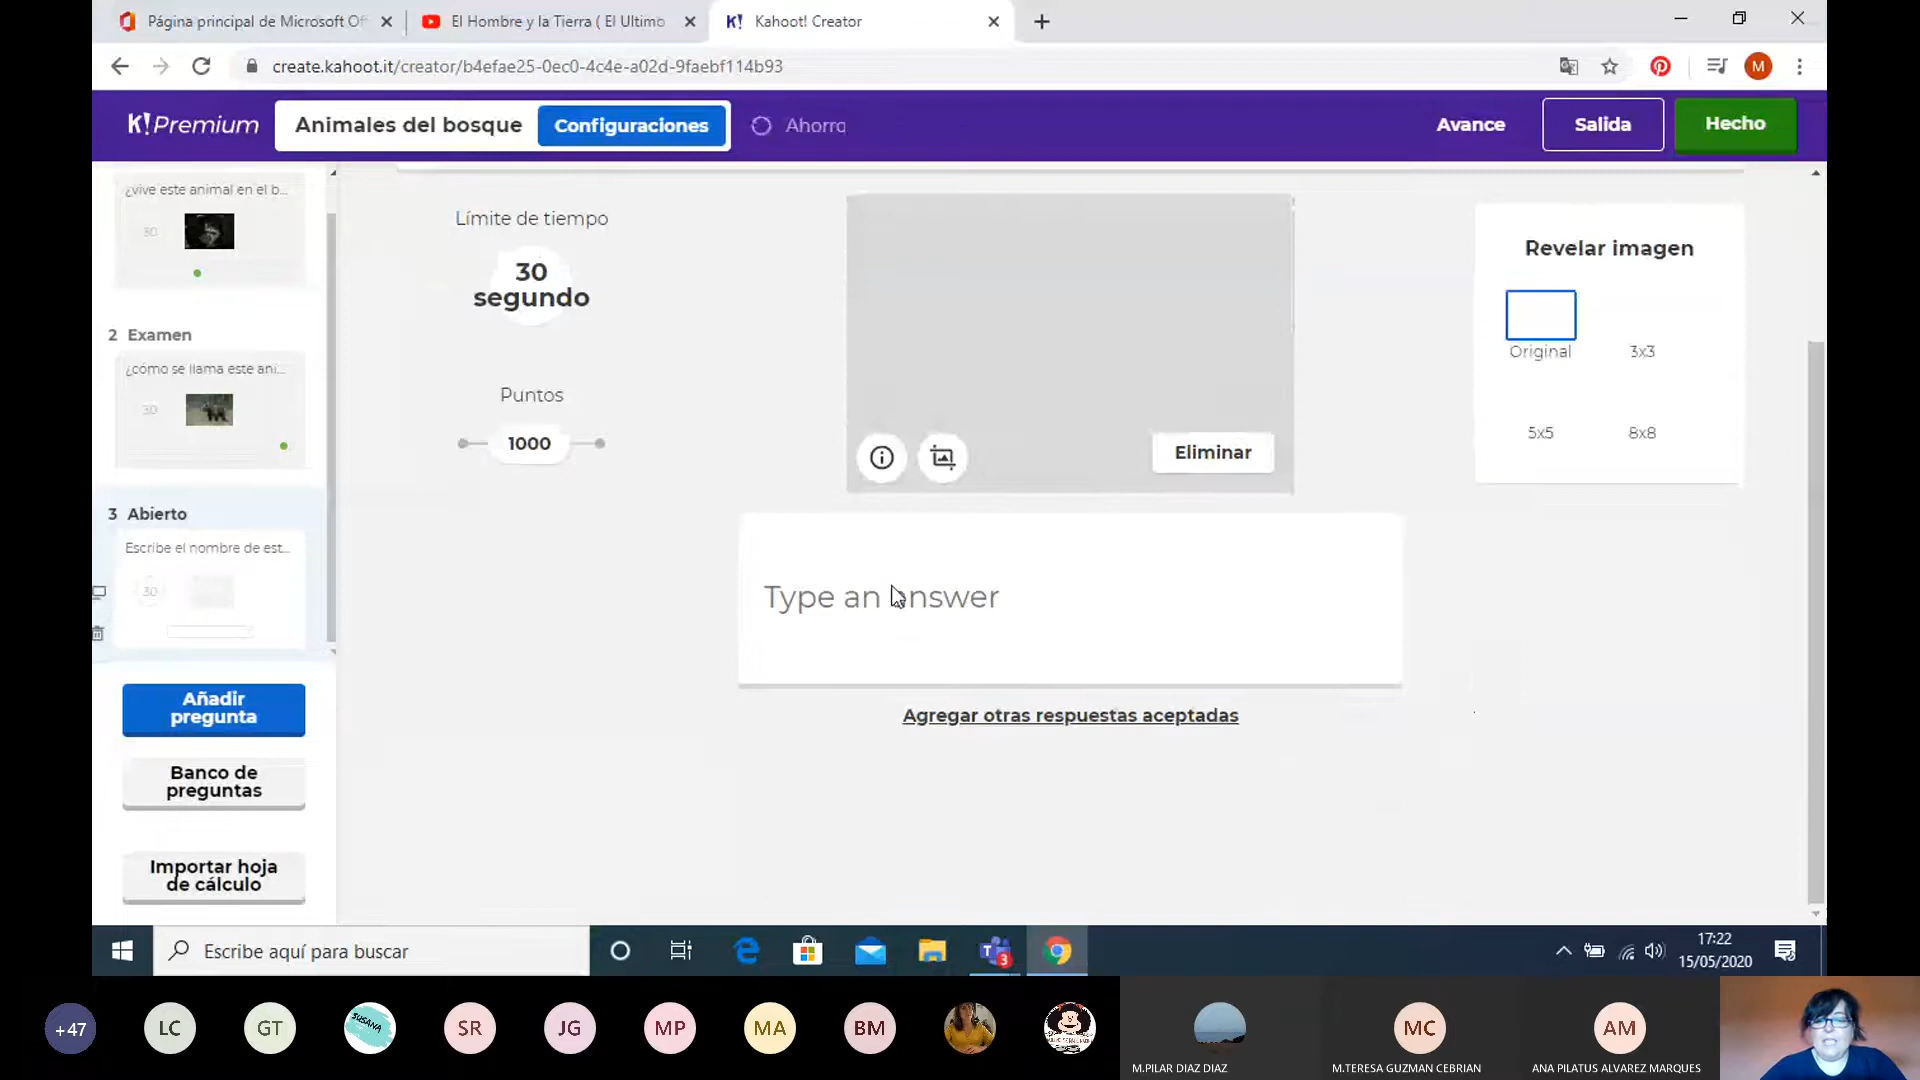 Página principal de Microsoft Of
El Hombre y la Tierra ( El Ultimo
K! Kahoot! Creator
create.kahoot.it/creator/b4efae25-0ec0-4c4e-a02d-9faebf114b93
M
K!Premium
Animales del bosque
Configuraciones
Ahorro
Avance
Salida
Hecho
¿vive este animal en el b...
30
2 Examen
¿cómo se llama este ani...
30
3 Abierto
Escribe el nombre de est...
30
Añadir
pregunta
Banco de
preguntas
Importar hoja
de cálculo
Límite de tiempo
30
segundo
Puntos
1000
Eliminar
Type an answer
Agregar otras respuestas aceptadas
Revelar imagen
Original
3x3
5x5
8x8
Escribe aquí para buscar
3
17:22
15/05/2020
+47
LC
GT
SUSANA
SR
JG
MP
MA
BM
M.PILAR DIAZ DIAZ
MC
M.TERESA GUZMAN CEBRIAN
AM
ANA PILATUS ALVAREZ MARQUES